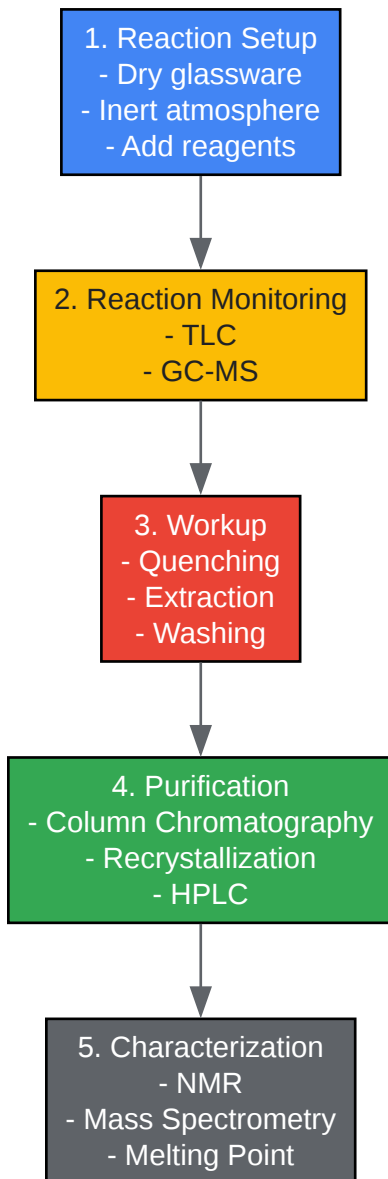 1. Reaction Setup
- Dry glassware
- Inert atmosphere
- Add reagents
2. Reaction Monitoring
- TLC
- GC-MS
3. Workup
- Quenching
- Extraction
- Washing
4. Purification
- Column Chromatography
- Recrystallization
- HPLC
5. Characterization
- NMR
- Mass Spectrometry
- Melting Point